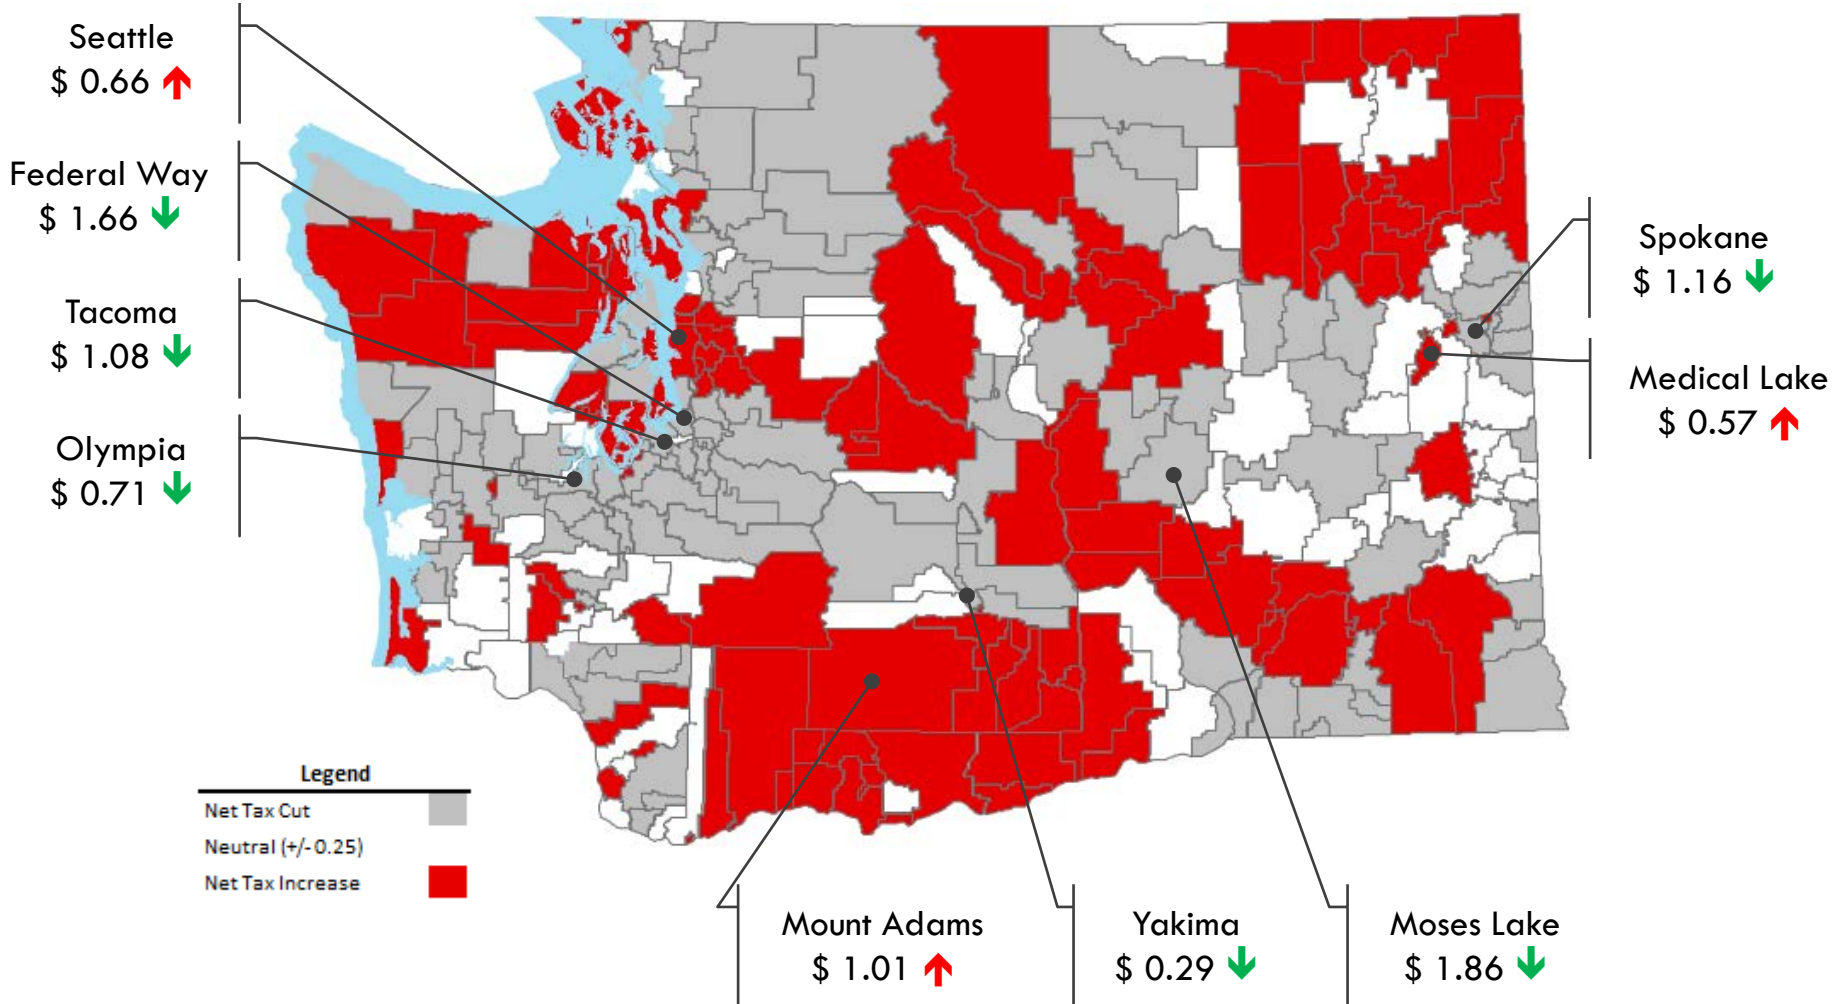 Seattle
$ 0.66
Federal Way
$ 1.66
Tacoma
$ 1.08
Olympia
$ 0.71
Spokane
$ 1.16
Medical Lake
$ 0.57
Legend
Net Tax Cut
Neutral (+/- 0.25)
Net Tax Increase
Mount Adams
$ 1.01
Yakima
$ 0.29
Moses Lake
$ 1.86